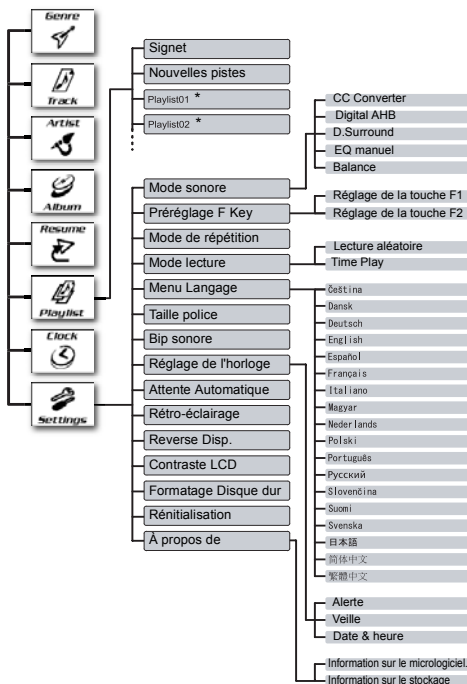 Genre
Track
Artist
Album
Resume
Playlist
Clock
Settings
Signet
Nouvelles pistes
Playlist01 *
Playlist02 *
Mode sonore
Préréglage F Key
Mode de répétition
Mode lecture
Menu Langage
Taille police
Bip sonore
Réglage de l'horloge
Attente Automatique
Rétro-éclairage
Reverse Disp.
Contraste LCD
Formatage Disque dur
Rénitialisation
À propos de
CC Converter
Digital AHB
D.Surround
EQ manuel
Balance
Réglage de la touche F1
Réglage de la touche F2
Lecture aléatoire
Time Play
Čeština
Dansk
Deutsch
English
Español
Français
Italiano
Magyar
Nederlands
Polski
Português
Русский
Slovenčina
Suomi
Svenska
日本語
简体中文
繁體中文
Alerte
Veille
Date & heure
Information sur le micrologiciel.
Information sur le stockage